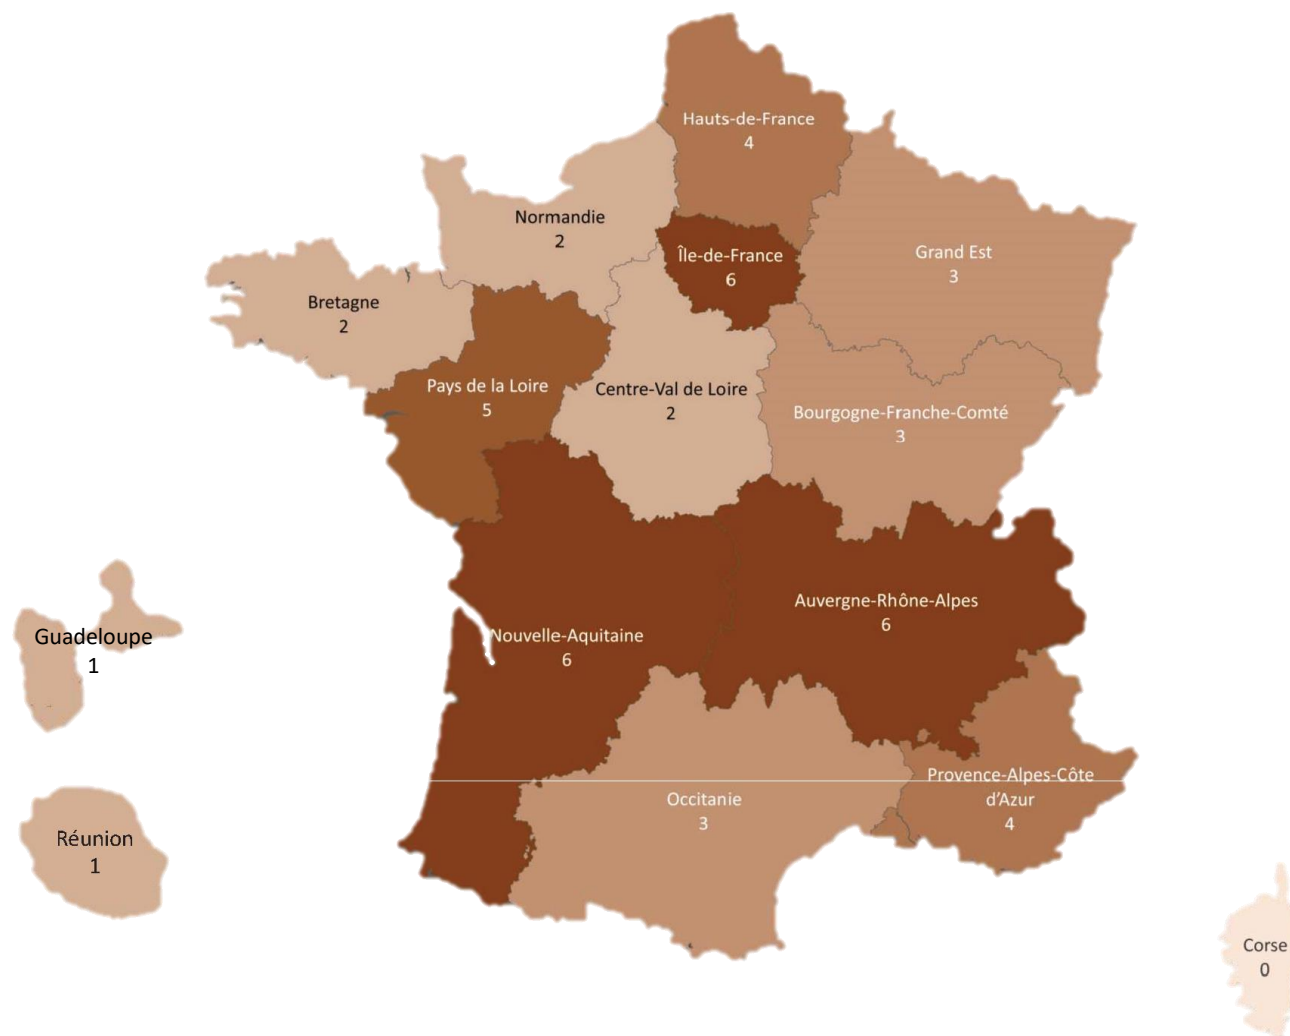 Hauts-de-France
4
Normandie
2
Île-de-France
6
Grand Est
3
Bretagne
2
Pays de la Loire
5
Centre-Val de Loire
2
Bourgogne-Franche-Comté
3
Auvergne-Rhône-Alpes
6
Nouvelle-Aquitaine
6
Guadeloupe
1
Provence-Alpes-Côte
d'Azur
4
Occitanie
3
Réunion
1
Corse
0